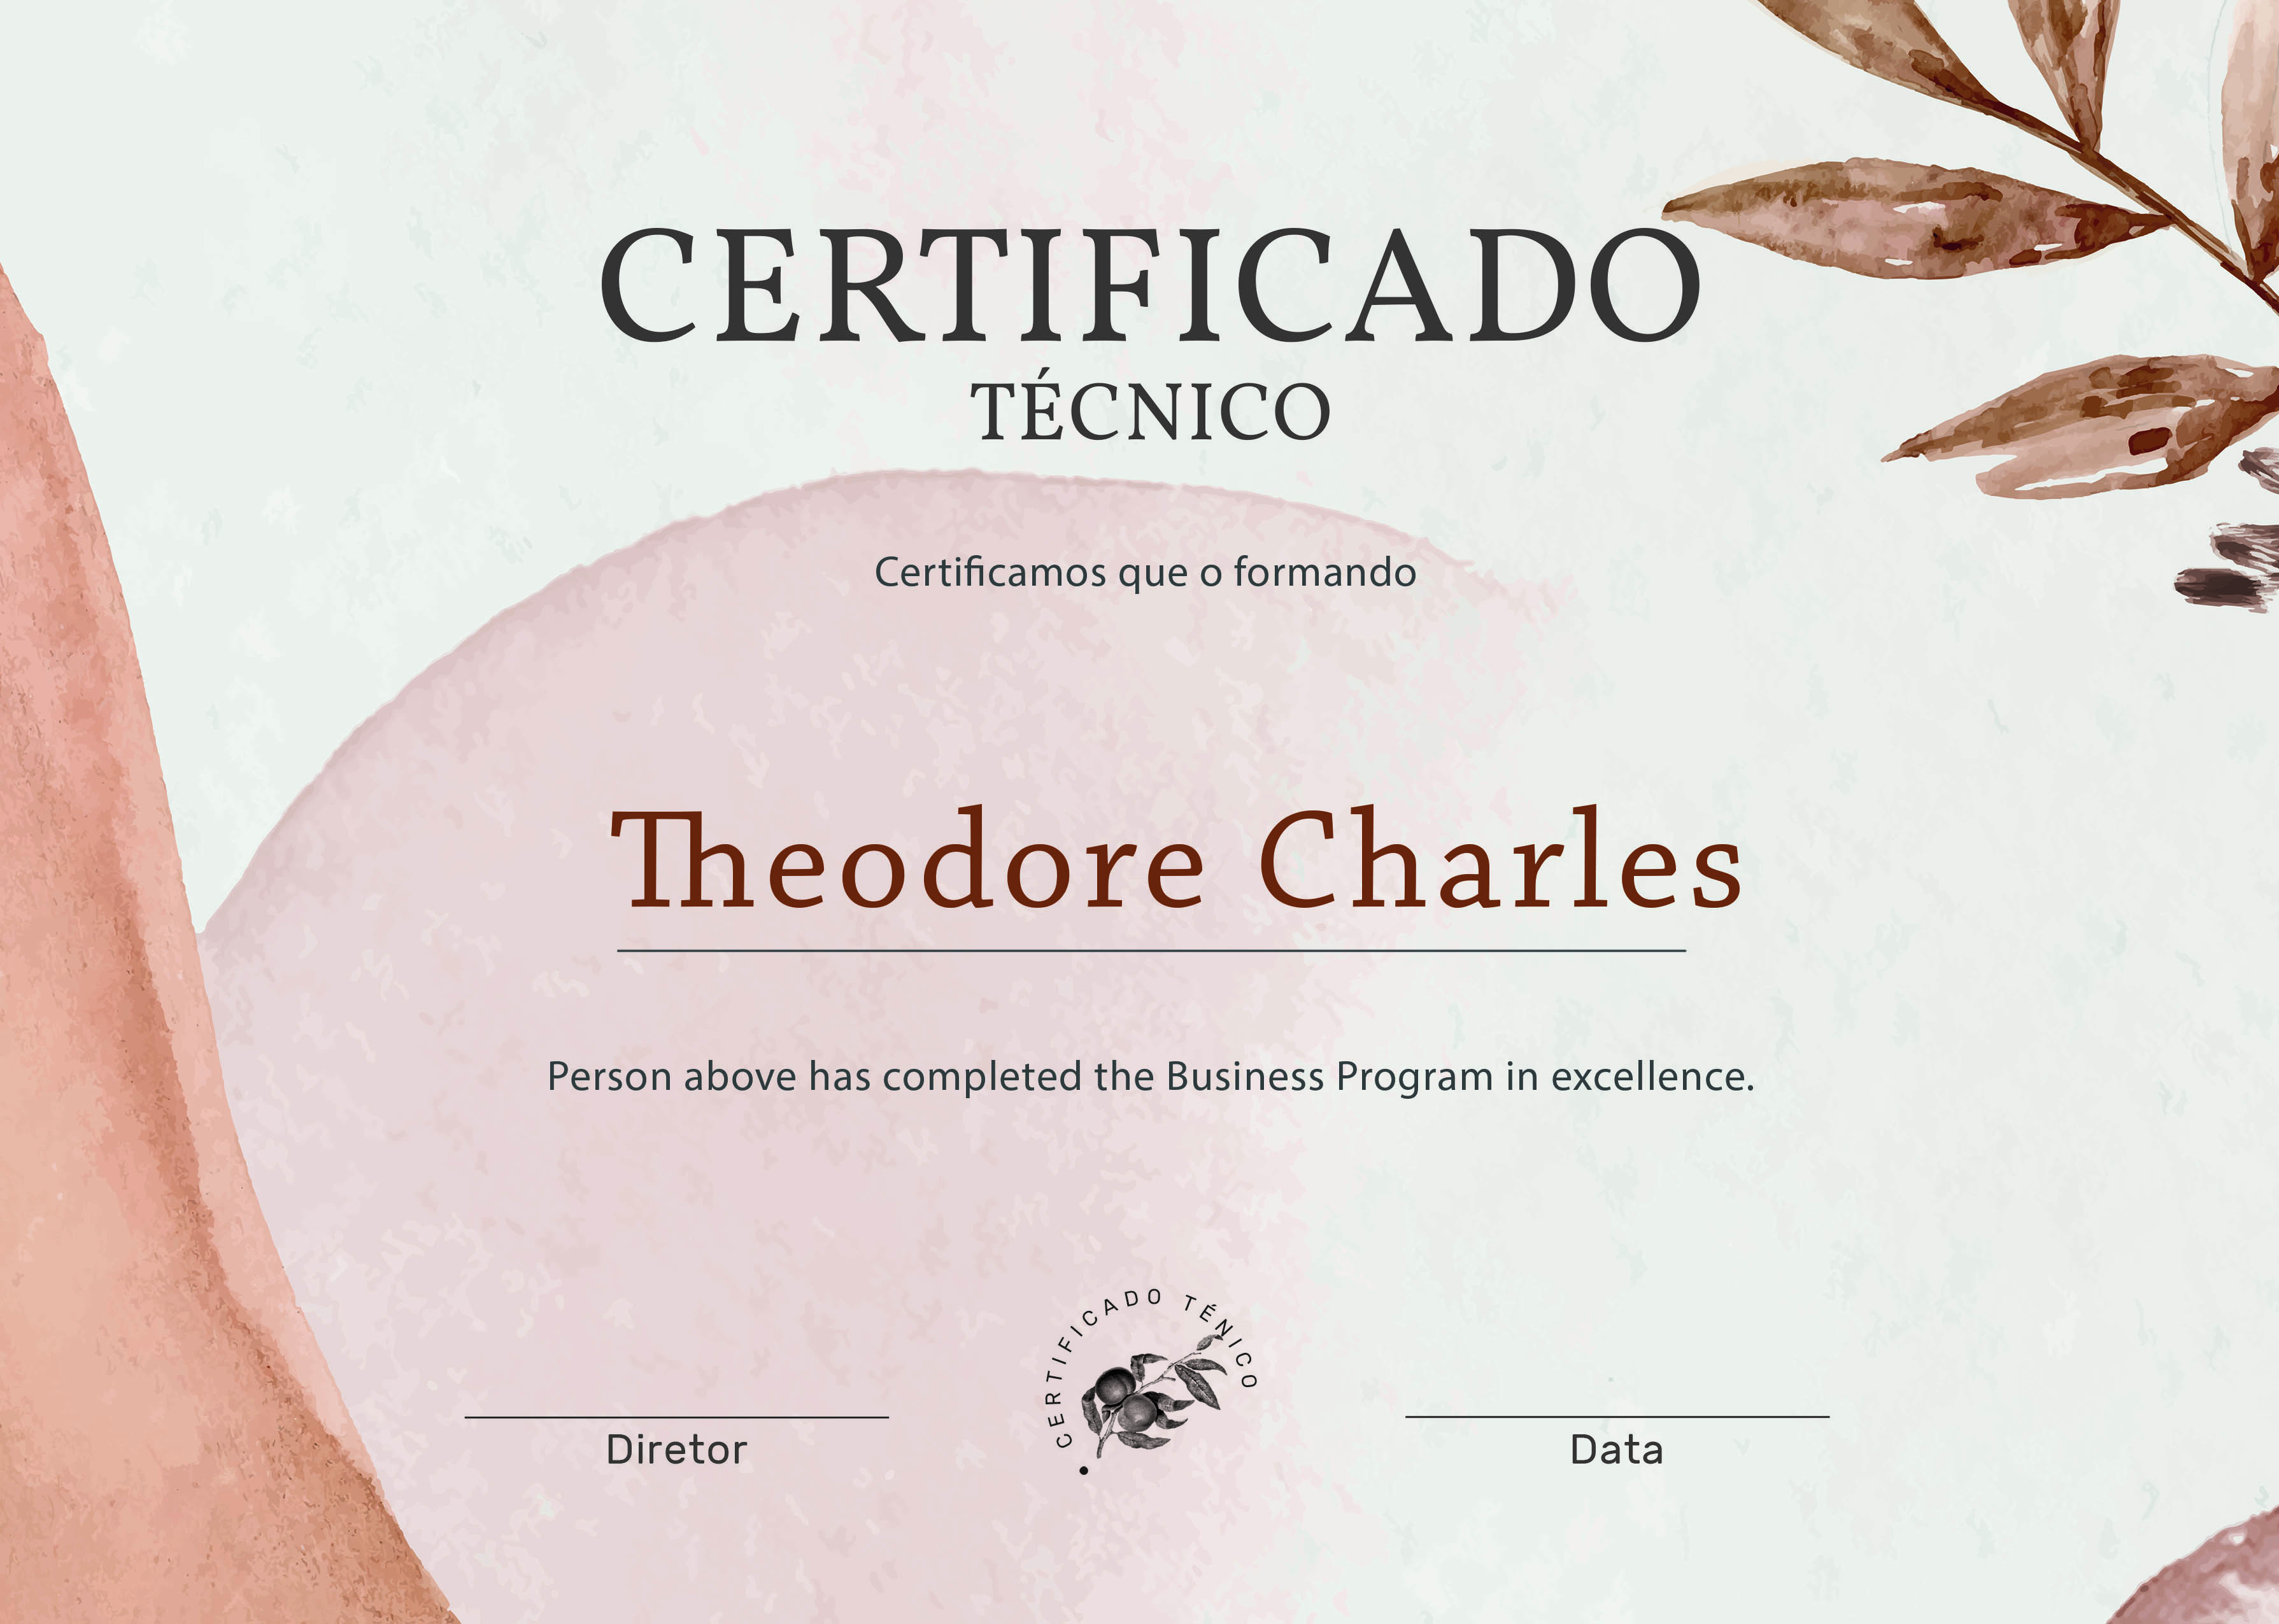 CERTIFICADO
TÉCNICO
Certificamos que o formando
Theodore Charles
Person above has completed the Business Program in excellence.
CERTIFICADO TÉNICO
Diretor
Data